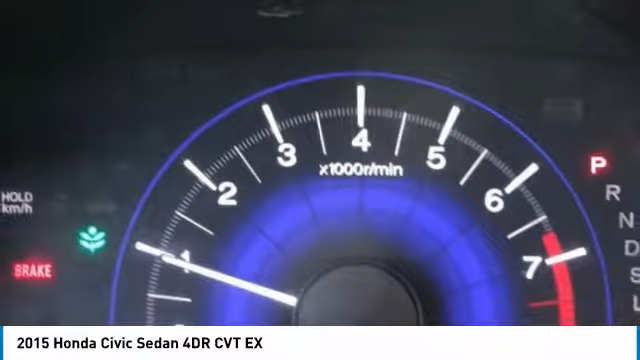 4
3
5
x1000r/min
2
6
P
R
HOLD
km/h
N
1
7
D
BRAKE
S
L
2015 Honda Civic Sedan 4DR CVT EX